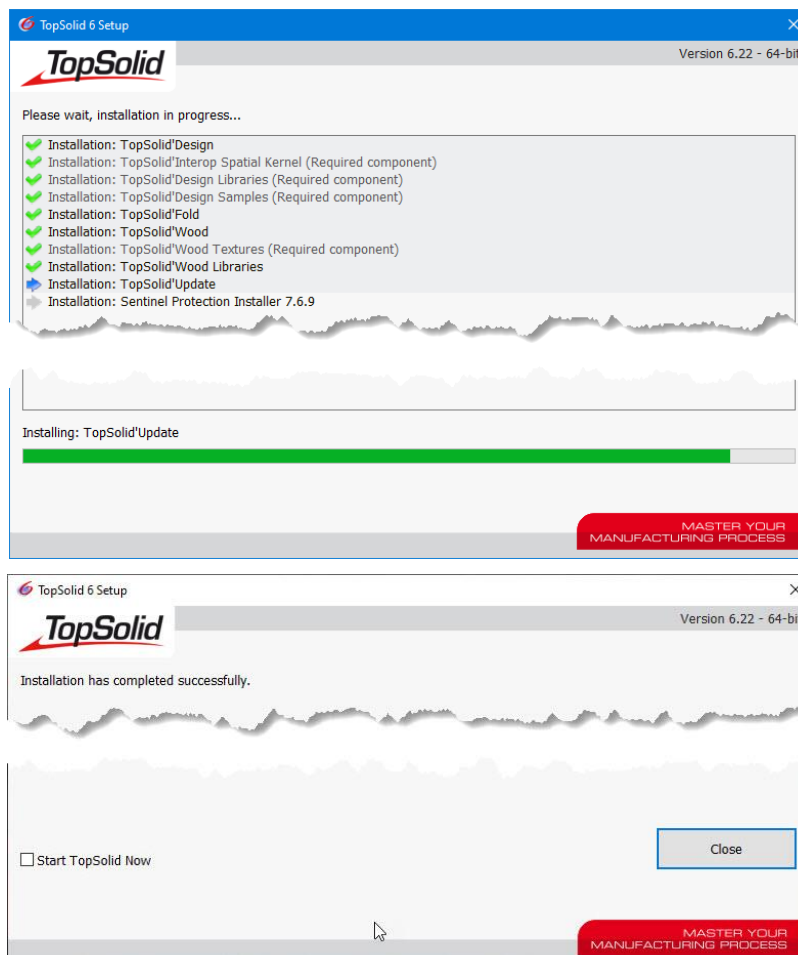 TopSolid 6 Setup
TopSolid
Version 6.22 - 64-bit
Please wait, installation in progress...
Installation: TopSolid'Design
Installation: TopSolid'Interop Spatial Kernel (Required component)
Installation: TopSolid'Design Libraries (Required component)
Installation: TopSolid'Design Samples (Required component)
Installation: TopSolid'Fold
Installation: TopSolid'Wood
Installation: TopSolid'Wood Textures (Required component)
Installation: TopSolid'Wood Libraries
Installation: TopSolid'Update
Installation: Sentinel Protection Installer 7.6.9
Installing: TopSolid'Update
MASTER YOUR
MANUFACTURING PROCESS
TopSolid 6 Setup
TopSolid
Version 6.22 - 64-bi
Installation has completed successfully.
Start TopSolid Now
Close
MASTER YOUR
MANUFACTURING PROCESS